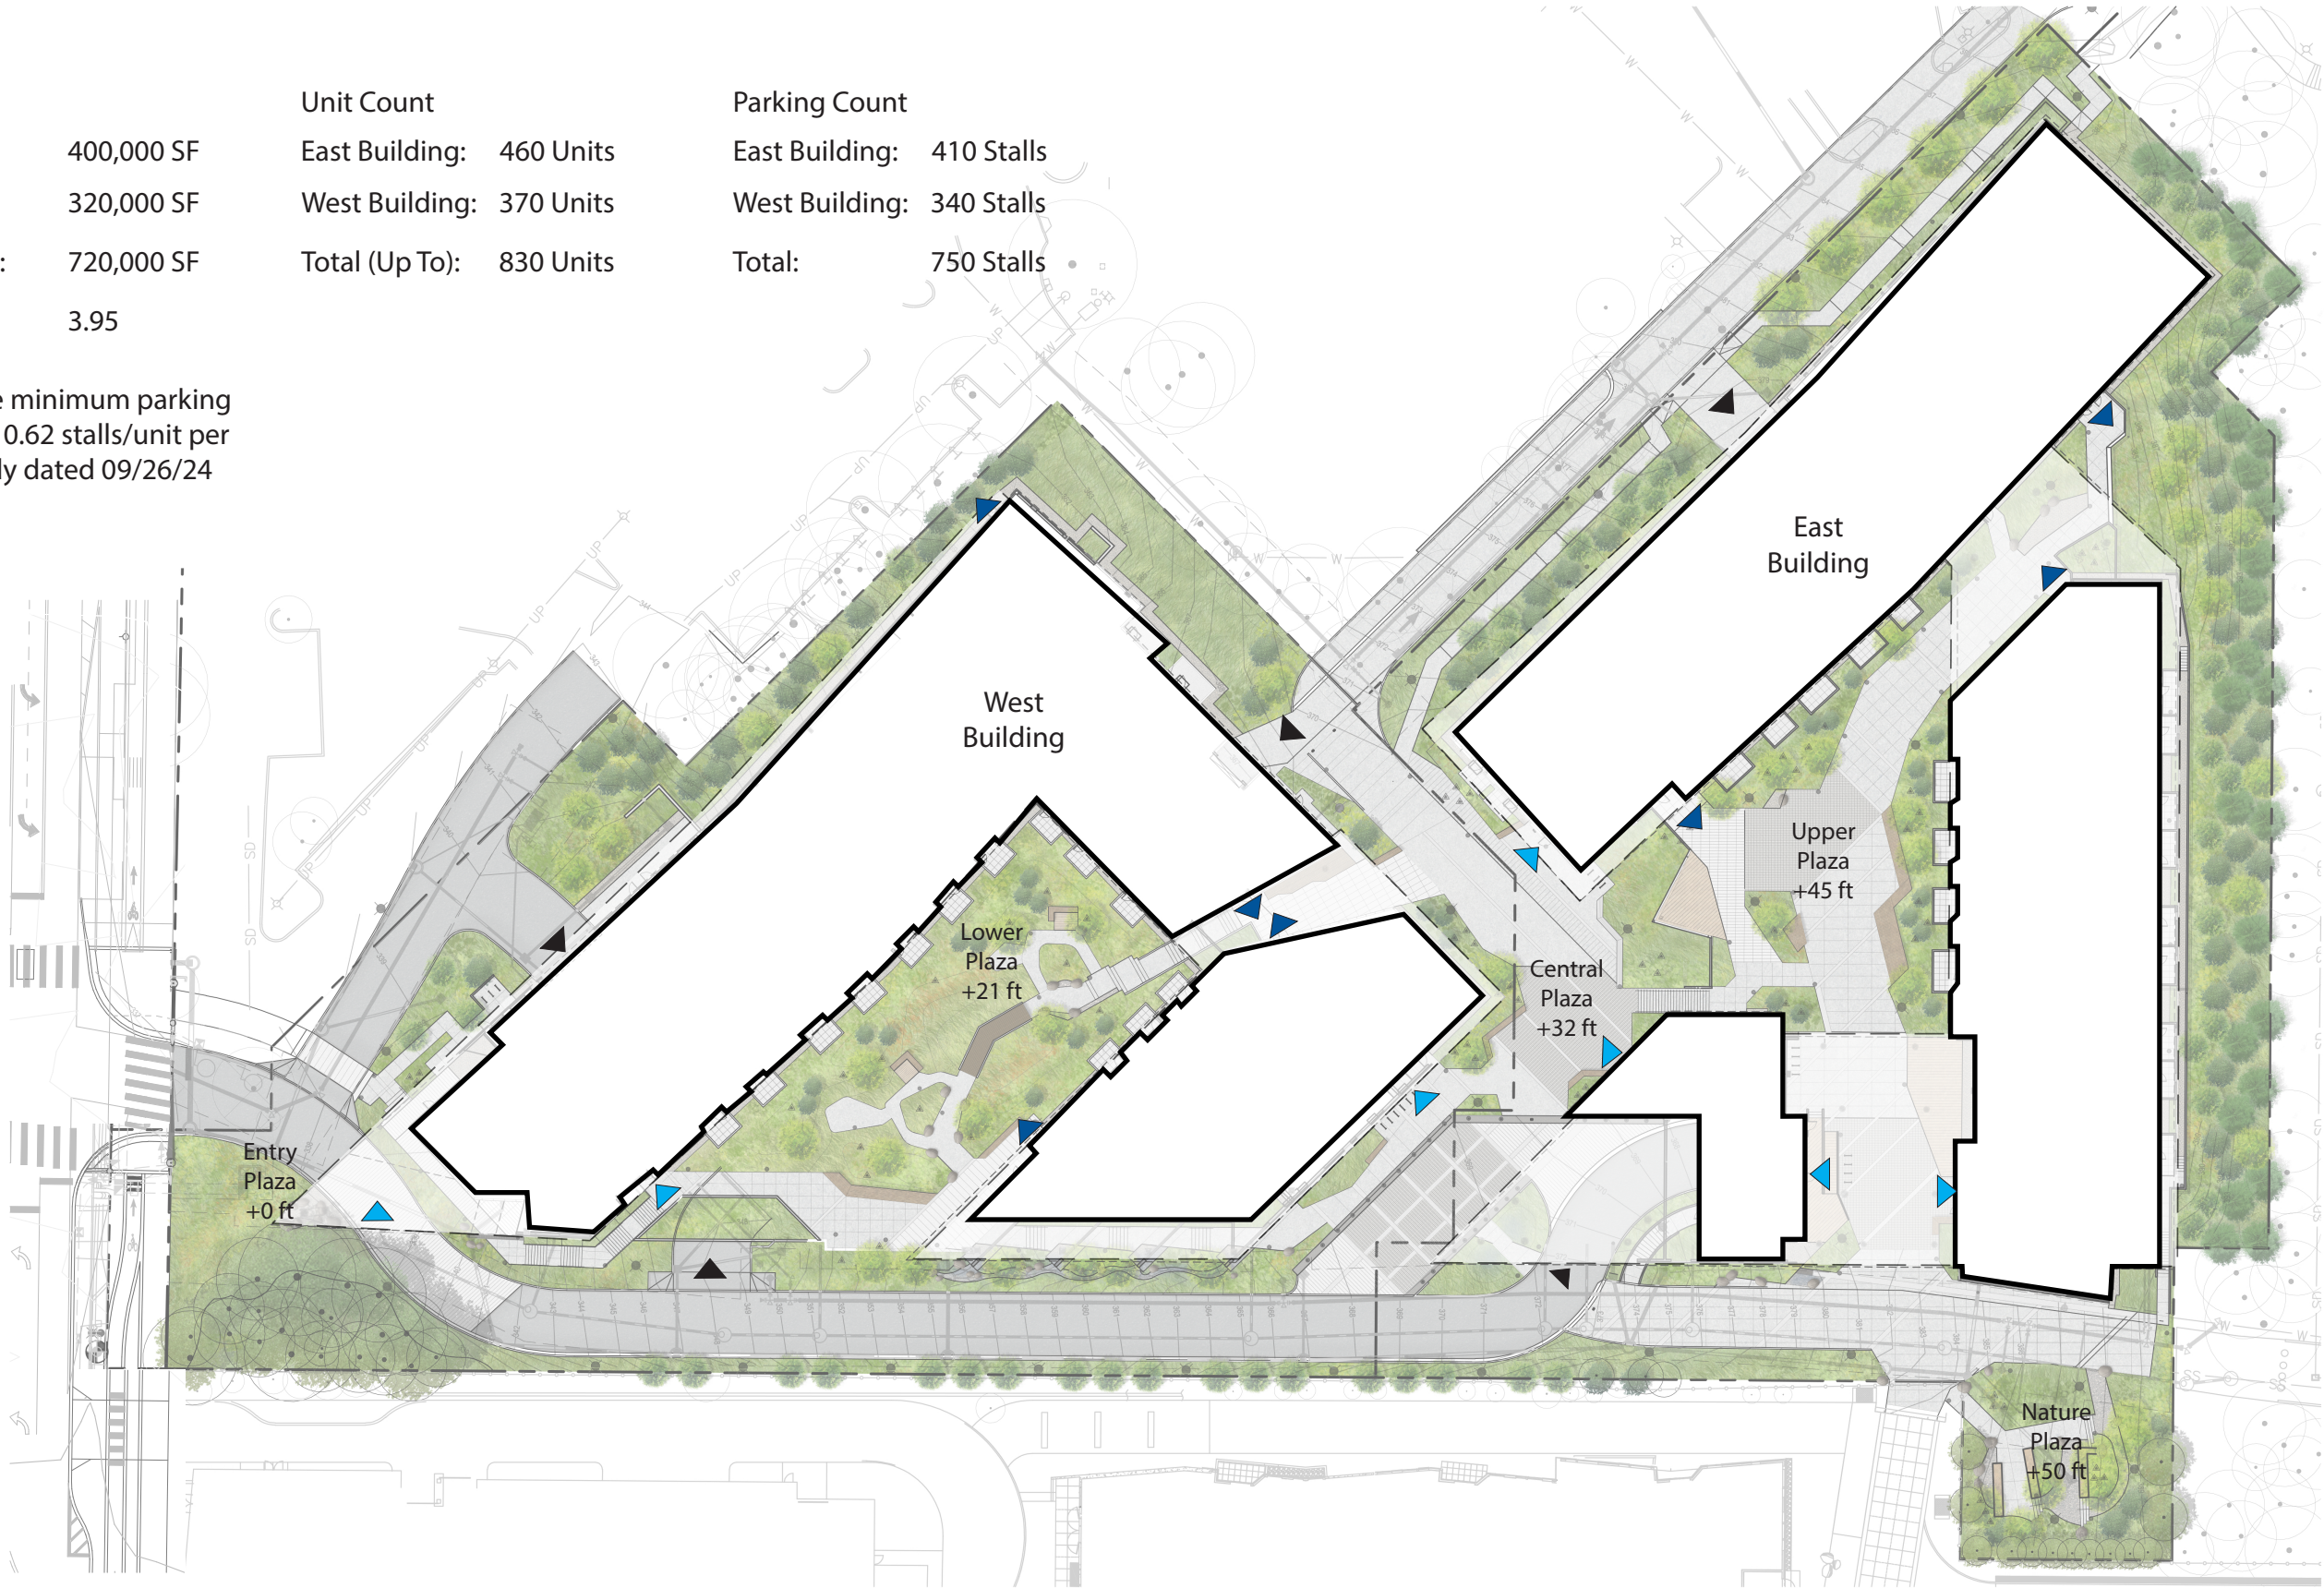 Unit Count
Parking Count
400,000 SF
East Building: 460 Units
East Building: 410 Stalls
320,000 SF
West Building: 370 Units
West Building: 340 Stalls
: 720,000 SF
Total (Up To): 830 Units
Total: 750 Stalls
3.95
e minimum parking
0.62 stalls/unit per
ly dated 09/26/24
East
Building
West
Building
Upper
Plaza
+45 ft
Lower
Plaza
+21 ft
Central
Plaza
+32 ft
Entry
Plaza
+0 ft
Nature
Plaza
+50 ft